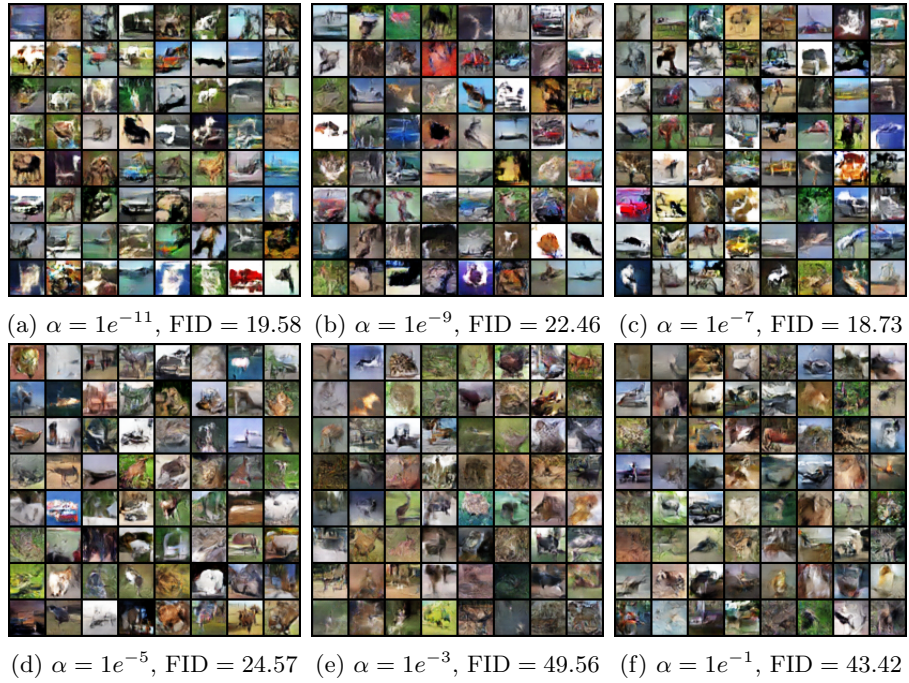 (a) α = 1e⁻¹¹, FID = 19.58
(b) α = 1e⁻⁹, FID = 22.46
(c) α = 1e⁻⁷, FID = 18.73
(d) α = 1e⁻⁵, FID = 24.57
(e) α = 1e⁻³, FID = 49.56
(f) α = 1e⁻¹, FID = 43.42